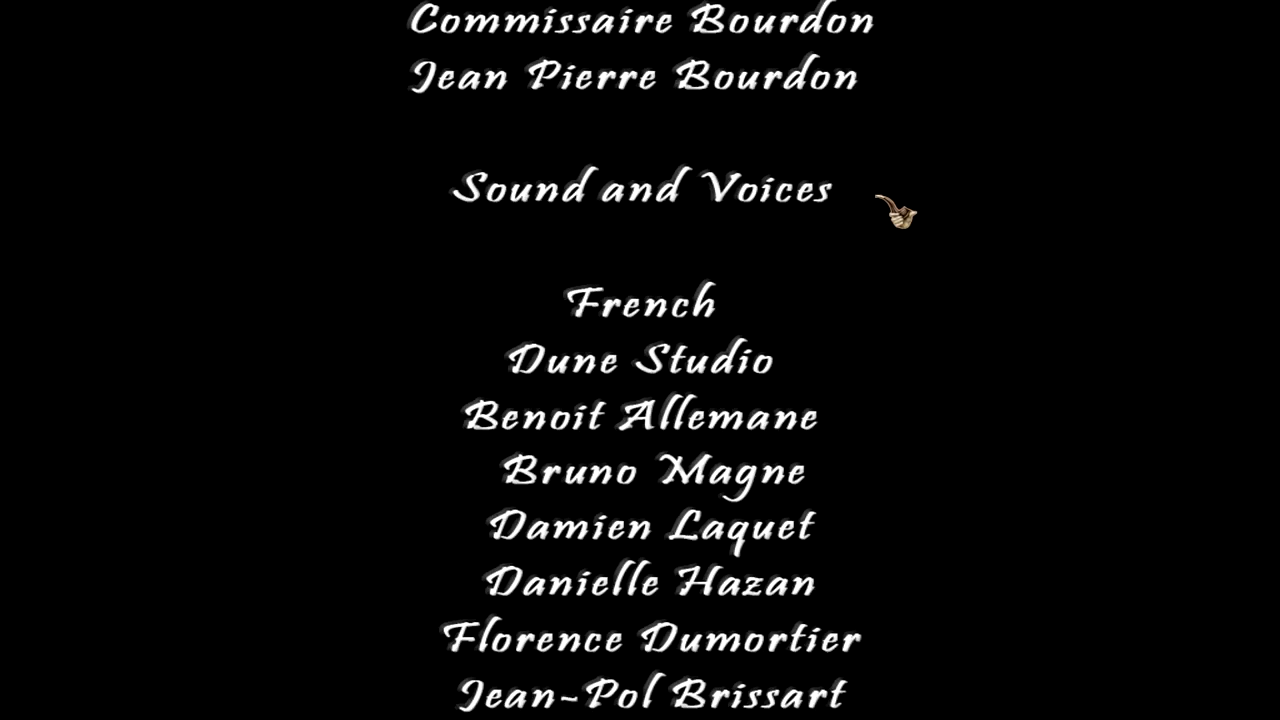 Commissaire Bourdon
Jean Pierre Bourdon
Sound and Voices
French
Dune Studio
Benoit Allemane
Bruno Magne
Damien Laquet
Danielle Hazan
Florence Dumortier
Jean-Pol Brissart